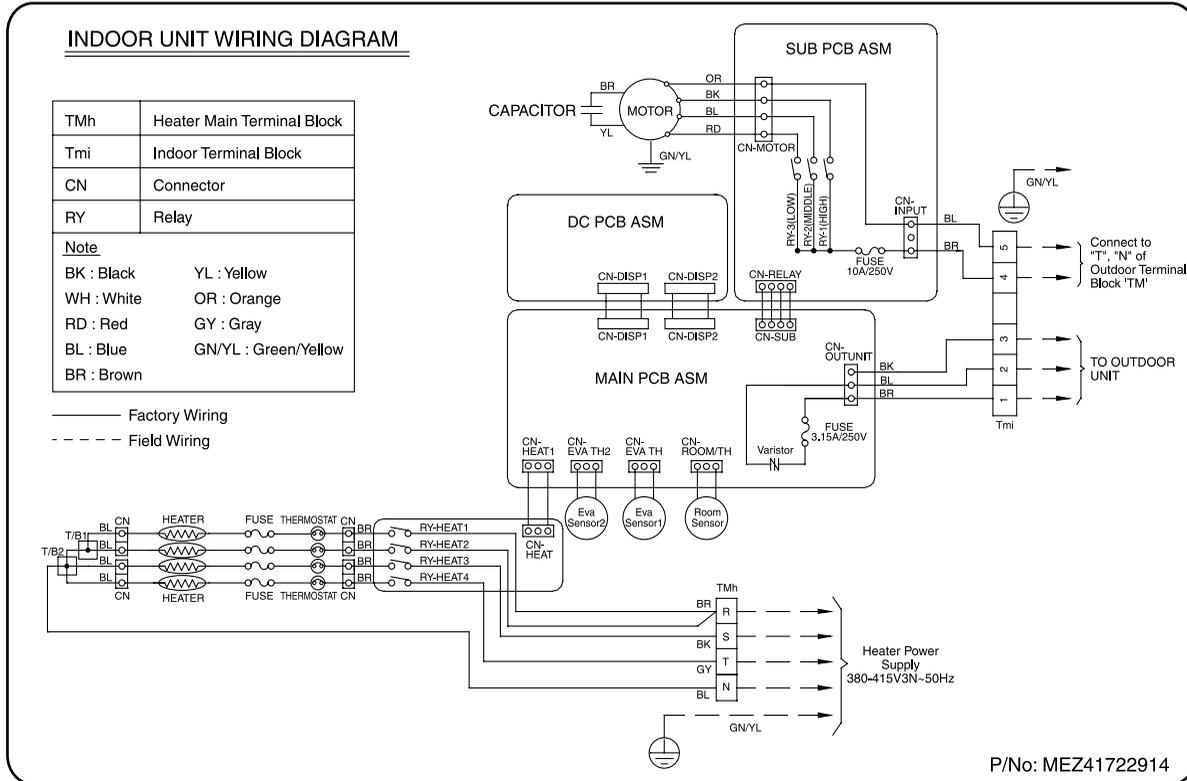 INDOOR UNIT WIRING DIAGRAM
TMh Heater Main Terminal Block
Tmi Indoor Terminal Block
CN Connector
RY Relay
Note
BK : Black YL : Yellow
WH : White OR : Orange
RD : Red GY : Gray
BL : Blue GN/YL : Green/Yellow
BR : Brown
Factory Wiring
Field Wiring
CAPACITOR
BR
YL
MOTOR
GN/YL
OR
BK
BL
RD
CN-MOTOR
SUB PCB ASM
RY-3(LOW)
RY-2(MIDDLE)
RY-1(HIGH)
FUSE
10A/250V
CN-
INPUT
BL
BR
CN-RELAY
GN/YL
5
4
3
2
1
Tmi
Connect to
"T", "N" of
Outdoor Terminal
Block 'TM'
TO OUTDOOR
UNIT
DC PCB ASM
CN-DISP1 CN-DISP2
CN-DISP1 CN-DISP2
CN-SUB
MAIN PCB ASM
CN-
OUTUNIT
BK
BL
BR
FUSE
3.15A/250V
Varistor
CN-
HEAT1
CN-
EVA TH2
CN-
EVA TH
CN-
ROOM/TH
Eva
Sensor2
Eva
Sensor1
Room
Sensor
CN-
HEAT
T/B1
T/B2
BL CN HEATER FUSE THERMOSTAT CN BR RY-HEAT1
BL BR RY-HEAT2
BL BR RY-HEAT3
BL BR RY-HEAT4
CN HEATER FUSE THERMOSTAT CN
TMh
BR R
BK S
GY T
BL N
GN/YL
Heater Power
Supply
380-415V3N~50Hz
P/No: MEZ41722914